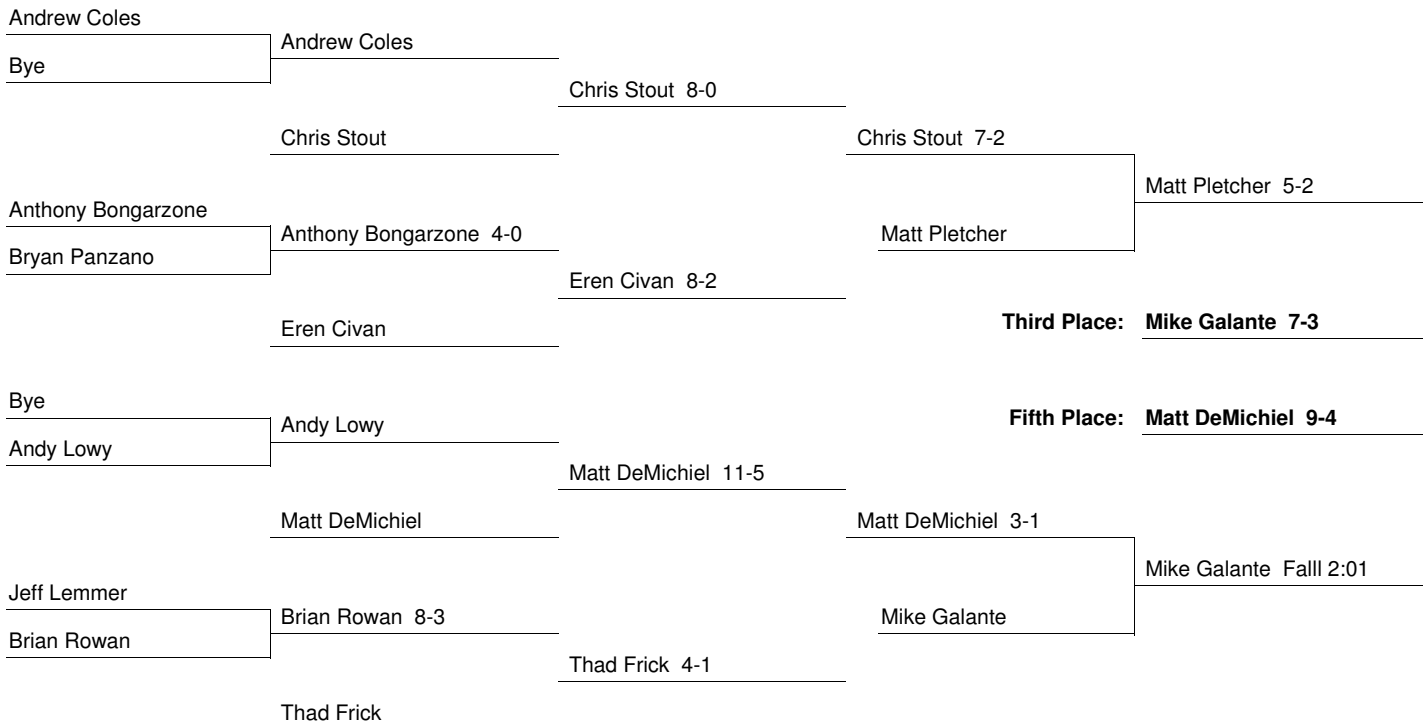 Andrew Coles
Andrew Coles
Bye
Chris Stout 8-0
Chris Stout
Chris Stout 7-2
Matt Pletcher 5-2
Anthony Bongarzone
Anthony Bongarzone 4-0
Matt Pletcher
Bryan Panzano
Eren Civan 8-2
Eren Civan
Third Place: Mike Galante 7-3
Bye
Andy Lowy
Fifth Place: Matt DeMichiel 9-4
Andy Lowy
Matt DeMichiel 11-5
Matt DeMichiel
Matt DeMichiel 3-1
Mike Galante Falll 2:01
Jeff Lemmer
Brian Rowan 8-3
Mike Galante
Brian Rowan
Thad Frick 4-1
Thad Frick